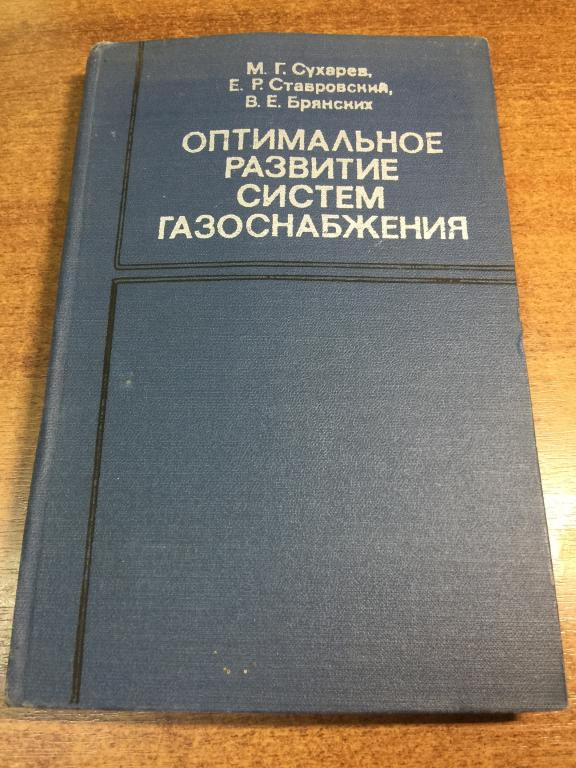 М. Г. Сухарев,
Е. Р. Ставровский,
В. Е. Брянских
ОПТИМАЛЬНОЕ
РАЗВИТИЕ
СИСТЕМ
ГАЗОСНАБЖЕНИЯ